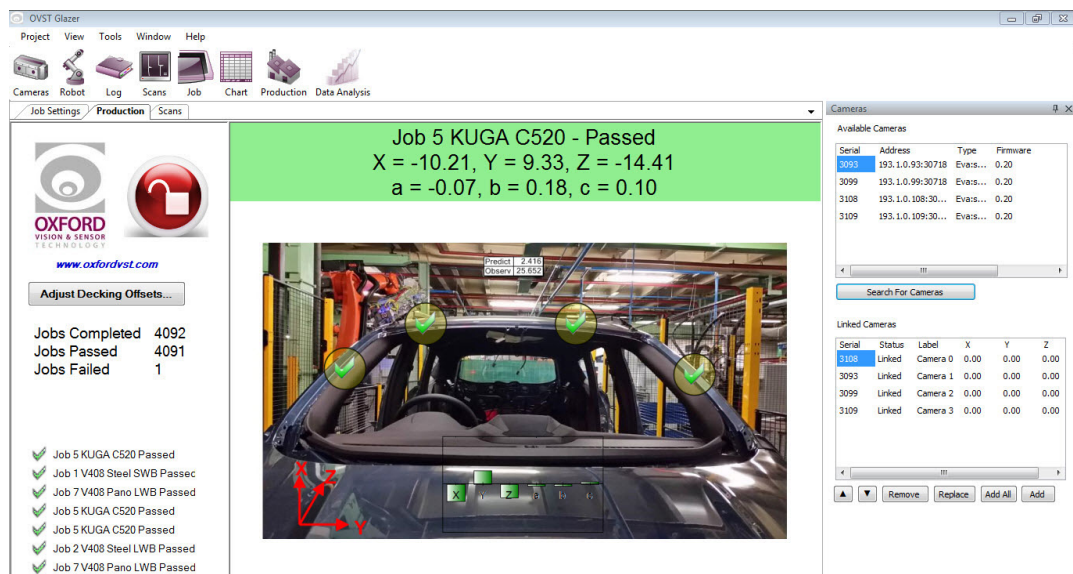 OVST Glazer
Project View Tools Window Help
Cameras Robot Log Scans Job Chart Production Data Analysis
Job Settings Production Scans
OXFORD
VISION & SENSOR
TECHNOLOGY
www.oxfordvst.com
Adjust Decking Offsets...
Jobs Completed 4092
Jobs Passed 4091
Jobs Failed 1
Job 5 KUGA C520 Passed
Job 1 V408 Steel SWB Passec
Job 7 V408 Pano LWB Passed
Job 5 KUGA C520 Passed
Job 5 KUGA C520 Passed
Job 2 V408 Steel LWB Passed
Job 7 V408 Pano LWB Passed
Job 5 KUGA C520 - Passed
X = -10.21, Y = 9.33, Z = -14.41
a = -0.07, b = 0.18, c = 0.10
Predict 2.416
Observ 25.652
X Y Z a b c
X
Z
Y
Cameras
Available Cameras
Serial Address Type Firmware
3093 193.1.0.93:30718 Eva:s... 0.20
3099 193.1.0.99:30718 Eva:s... 0.20
3108 193.1.0.108:30... Eva:s... 0.20
3109 193.1.0.109:30... Eva:s... 0.20
Search For Cameras
Linked Cameras
Serial Status Label X Y Z
3108 Linked Camera 0 0.00 0.00 0.00
3093 Linked Camera 1 0.00 0.00 0.00
3099 Linked Camera 2 0.00 0.00 0.00
3109 Linked Camera 3 0.00 0.00 0.00
Remove Replace Add All Add